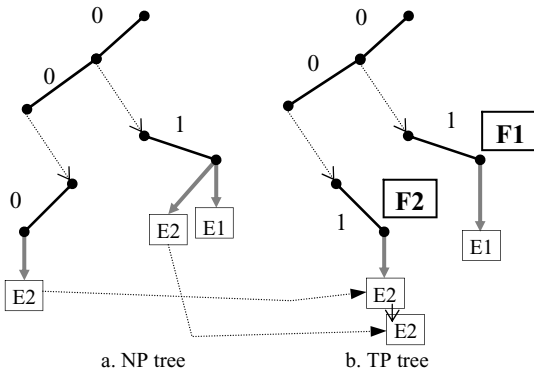 0 0
0 0
1 1 F1
0 1 F2
E2 E1 E1
E2 E2
E2
a. NP tree b. TP tree